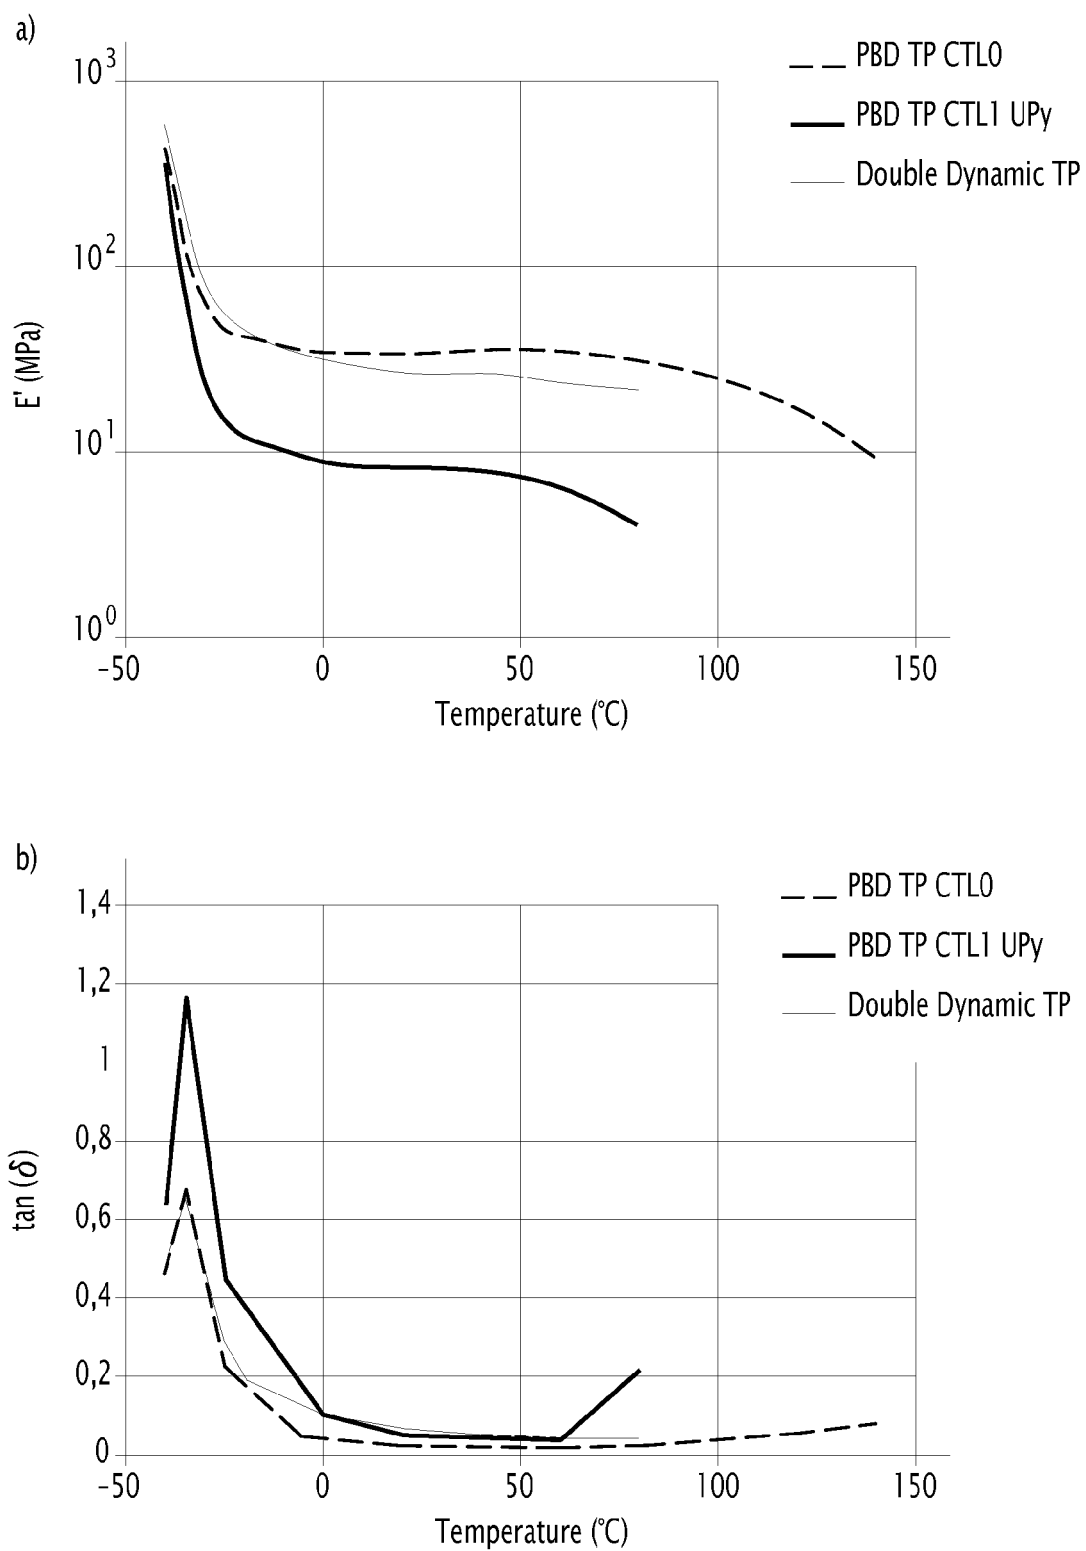 a)
10³
PBD TP CTL0
PBD TP CTL1 UPy
Double Dynamic TP
10²
E' (MPa)
10¹
10⁰
–50 0 50 100 150
Temperature (°C)
b)
1,4
PBD TP CTL0
PBD TP CTL1 UPy
Double Dynamic TP
1,2
1
0,8
tan (δ)
0,6
0,4
0,2
0
–50 0 50 100 150
Temperature (°C)